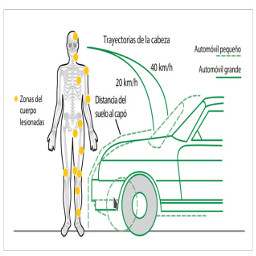 Trayectorias de la cabeza
40 km/h
20 km/h
Automóvil pequeño
Automóvil grande
Zonas del
cuerpo
lesionadas
Distancia del
suelo al capó